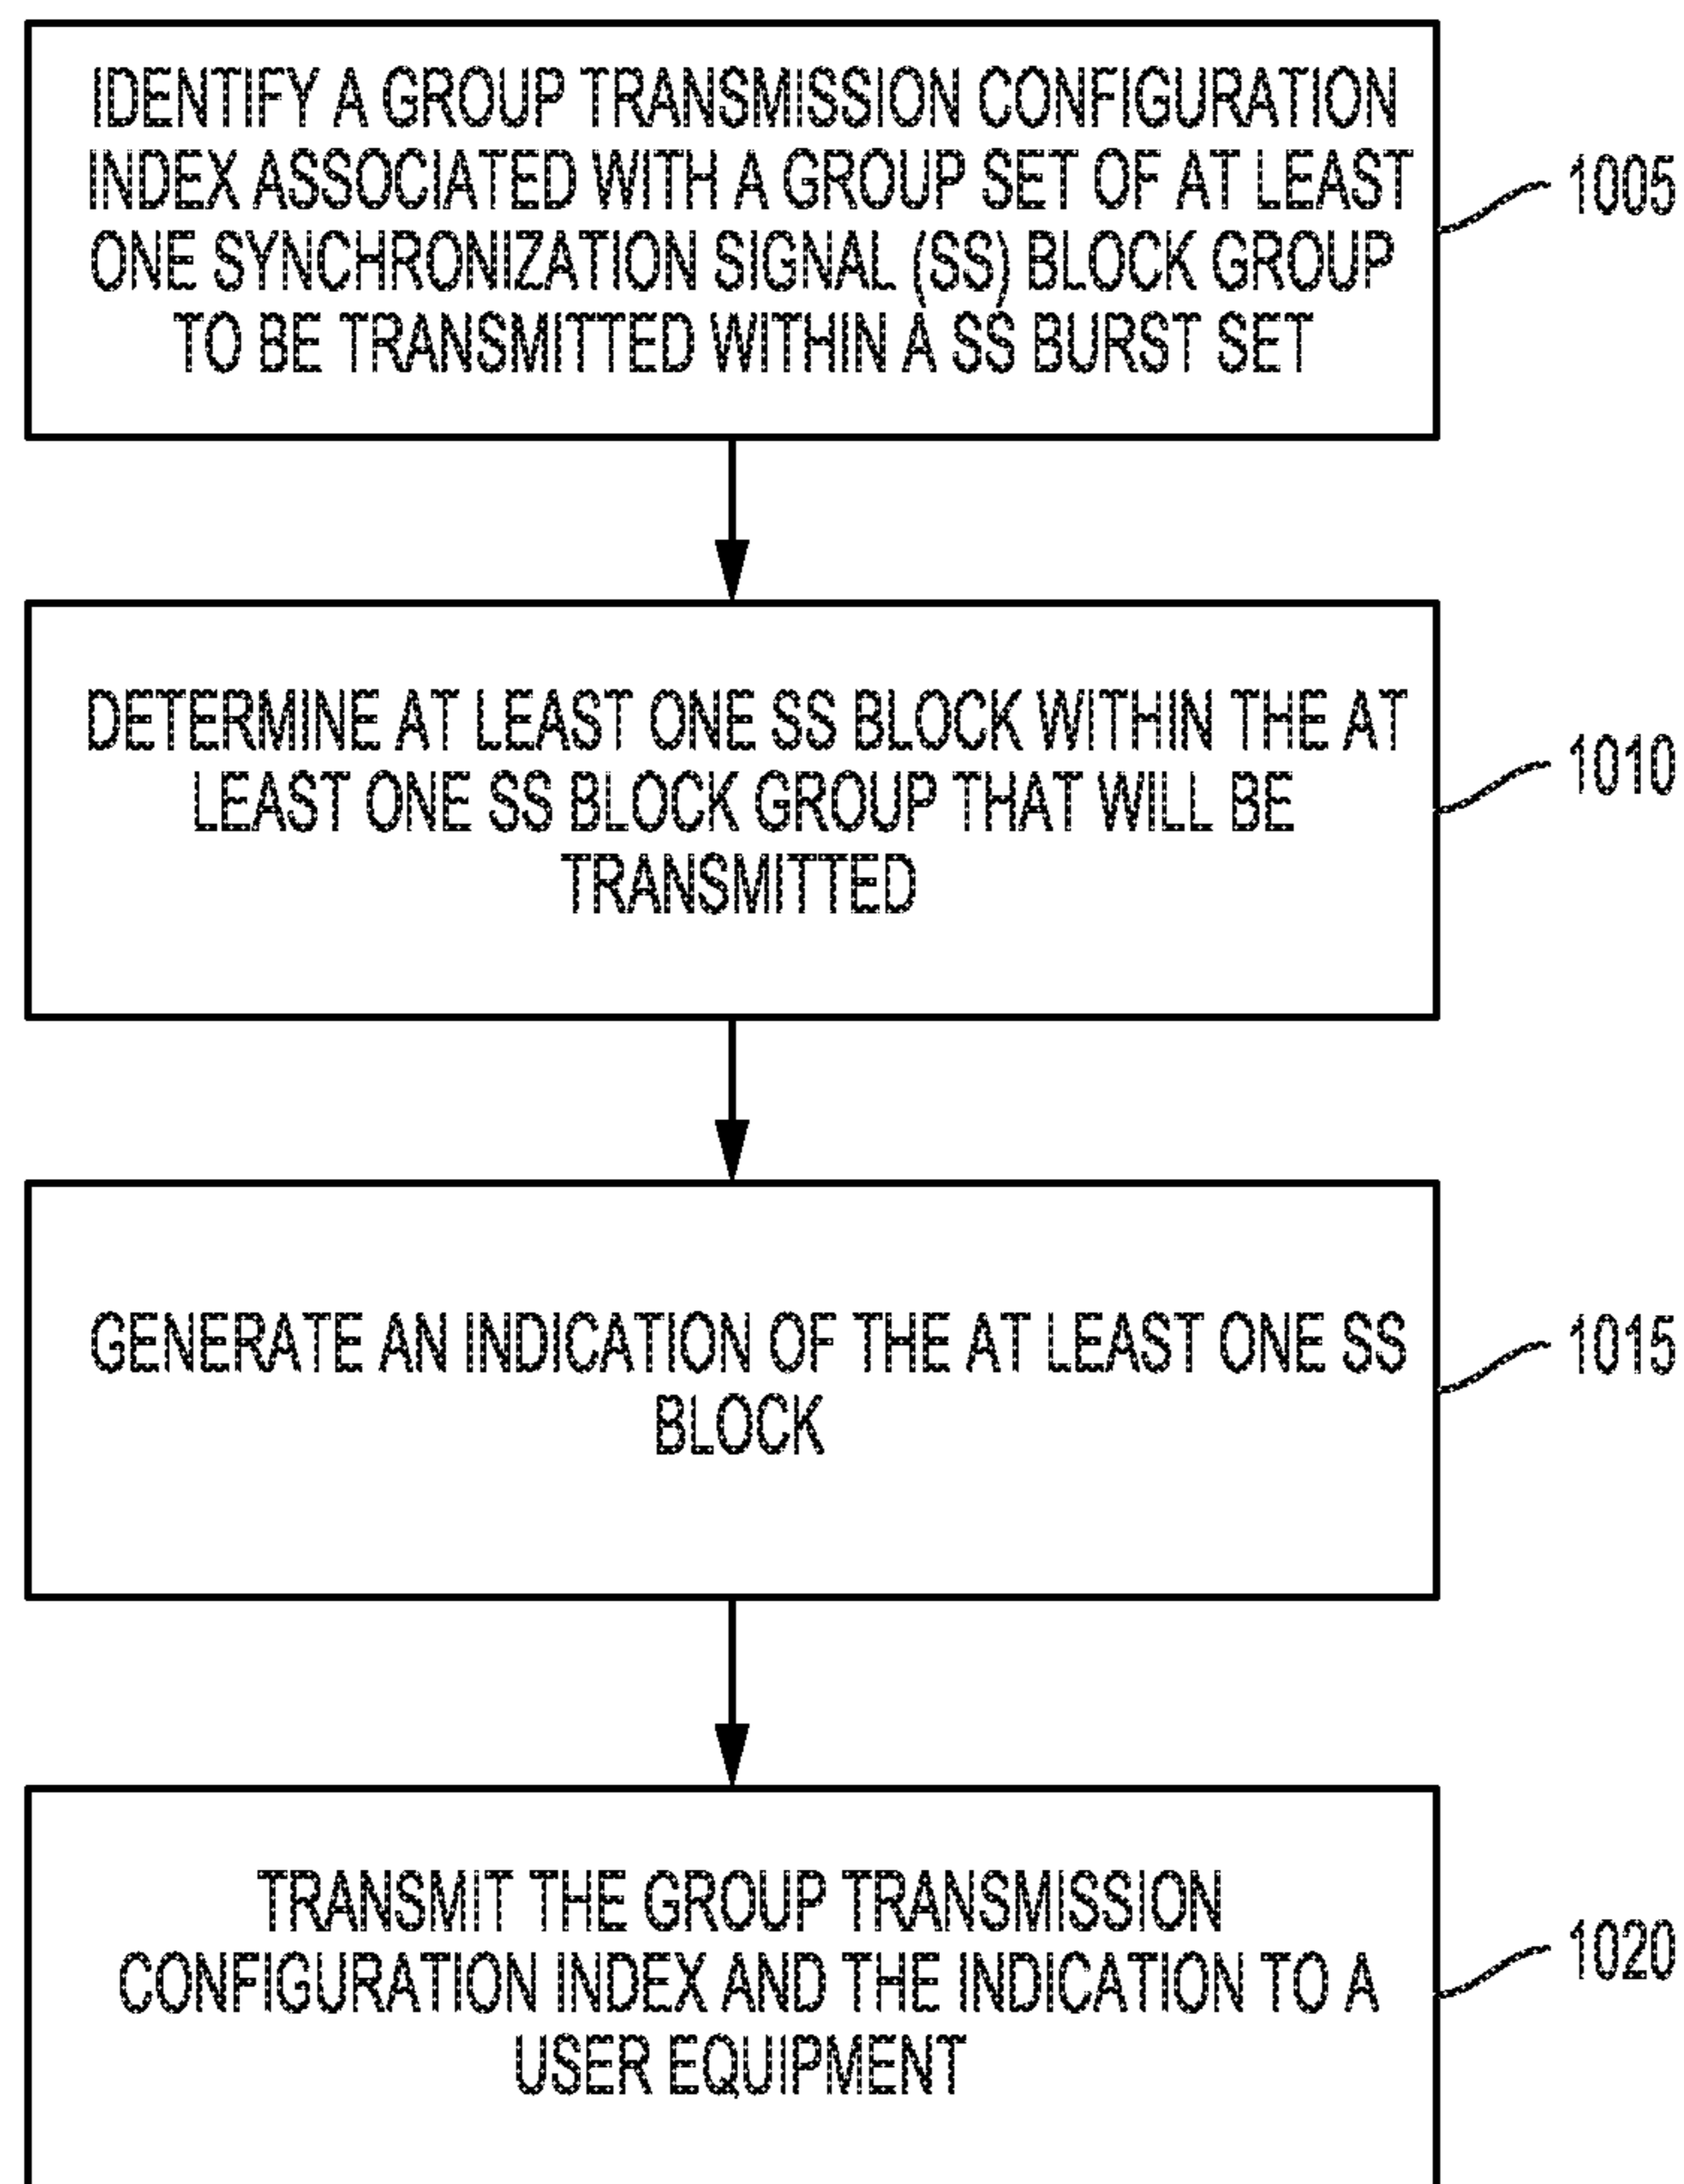 IDENTIFY A GROUP TRANSMISSION CONFIGURATION
INDEX ASSOCIATED WITH A GROUP SET OF AT LEAST
ONE SYNCHRONIZATION SIGNAL (SS) BLOCK GROUP
TO BE TRANSMITTED WITHIN A SS BURST SET
1005
DETERMINE AT LEAST ONE SS BLOCK WITHIN THE AT
LEAST ONE SS BLOCK GROUP THAT WILL BE
TRANSMITTED
1010
GENERATE AN INDICATION OF THE AT LEAST ONE SS
BLOCK
1015
TRANSMIT THE GROUP TRANSMISSION
CONFIGURATION INDEX AND THE INDICATION TO A
USER EQUIPMENT
1020